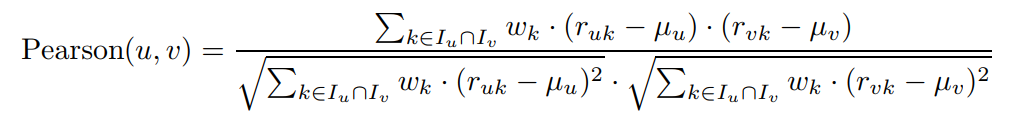 Pearson(u, v) = \frac{\sum_{k \in I_u \cap I_v} w_k \cdot (r_{uk} - \mu_u) \cdot (r_{vk} - \mu_v)}{\sqrt{\sum_{k \in I_u \cap I_v} w_k \cdot (r_{uk} - \mu_u)^2} \cdot \sqrt{\sum_{k \in I_u \cap I_v} w_k \cdot (r_{vk} - \mu_v)^2}}